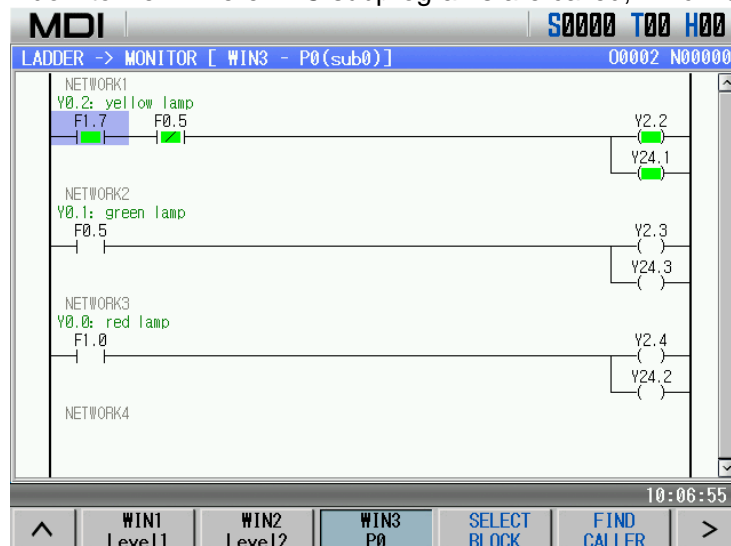 MDI S0000 T00 H00
LADDER -> MONITOR [ WIN3 - P0(sub0)] O0002 N00000
NETWORK1
Y0.2: yellow lamp
F1.7 F0.5 Y2.2
Y24.1
NETWORK2
Y0.1: green lamp
F0.5 Y2.3
Y24.3
NETWORK3
Y0.0: red lamp
F1.0 Y2.4
Y24.2
NETWORK4
10:06:55
WIN1 WIN2 WIN3 SELECT FIND
Level1 Level2 P0 BLOCK CALLER